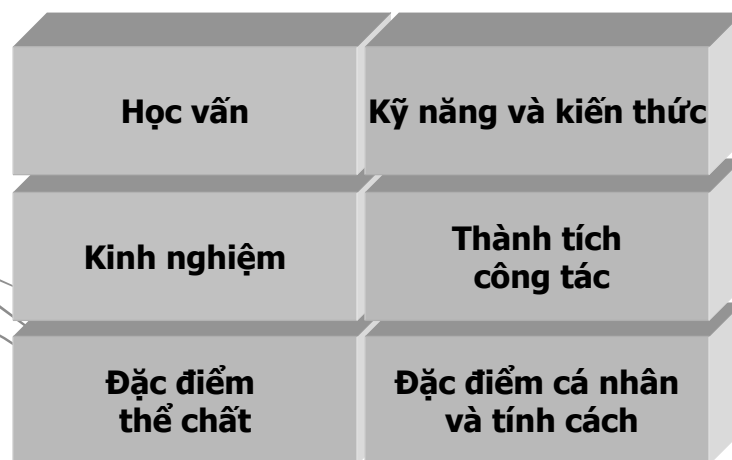 Học vấn
Kỹ năng và kiến thức
Kinh nghiệm
Thành tích
công tác
Đặc điểm
thể chất
Đặc điểm cá nhân
và tính cách